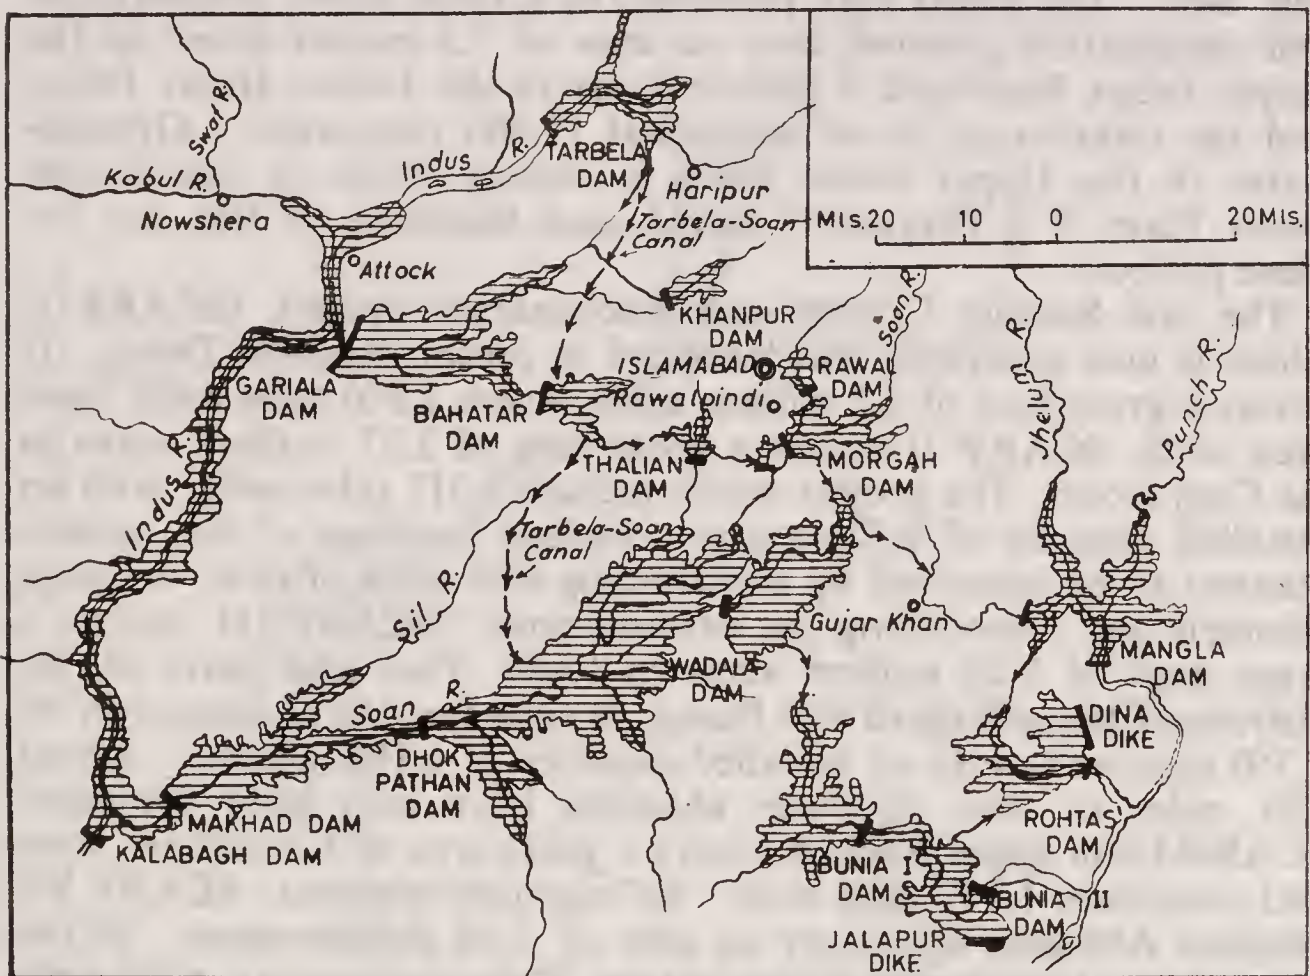 Swat R.
Kabul R.
Nowshera
Indus R.
TARBELA
DAM
Haripur
Tarbela-Soan
Canal
Attock
Mls. 20 10 0 20 Mls.
KHANPUR
DAM
Soan R.
ISLAMABAD
Rawalpindi
RAWAL
DAM
GARIALA
DAM
BAHATAR
DAM
THALIAN
DAM
MORGAH
DAM
Jhelum R.
Punch R.
Indus R.
Tarbela-Soan
Canal
Sil R.
Gujar Khan
MANGLA
DAM
WADALA
DAM
Soan R.
DHOK
PATHAN
DAM
DINA
DIKE
MAKHAD DAM
KALABAGH DAM
ROHTAS
DAM
BUNIA I
DAM
BUNIA II
DAM
JALAPUR
DIKE